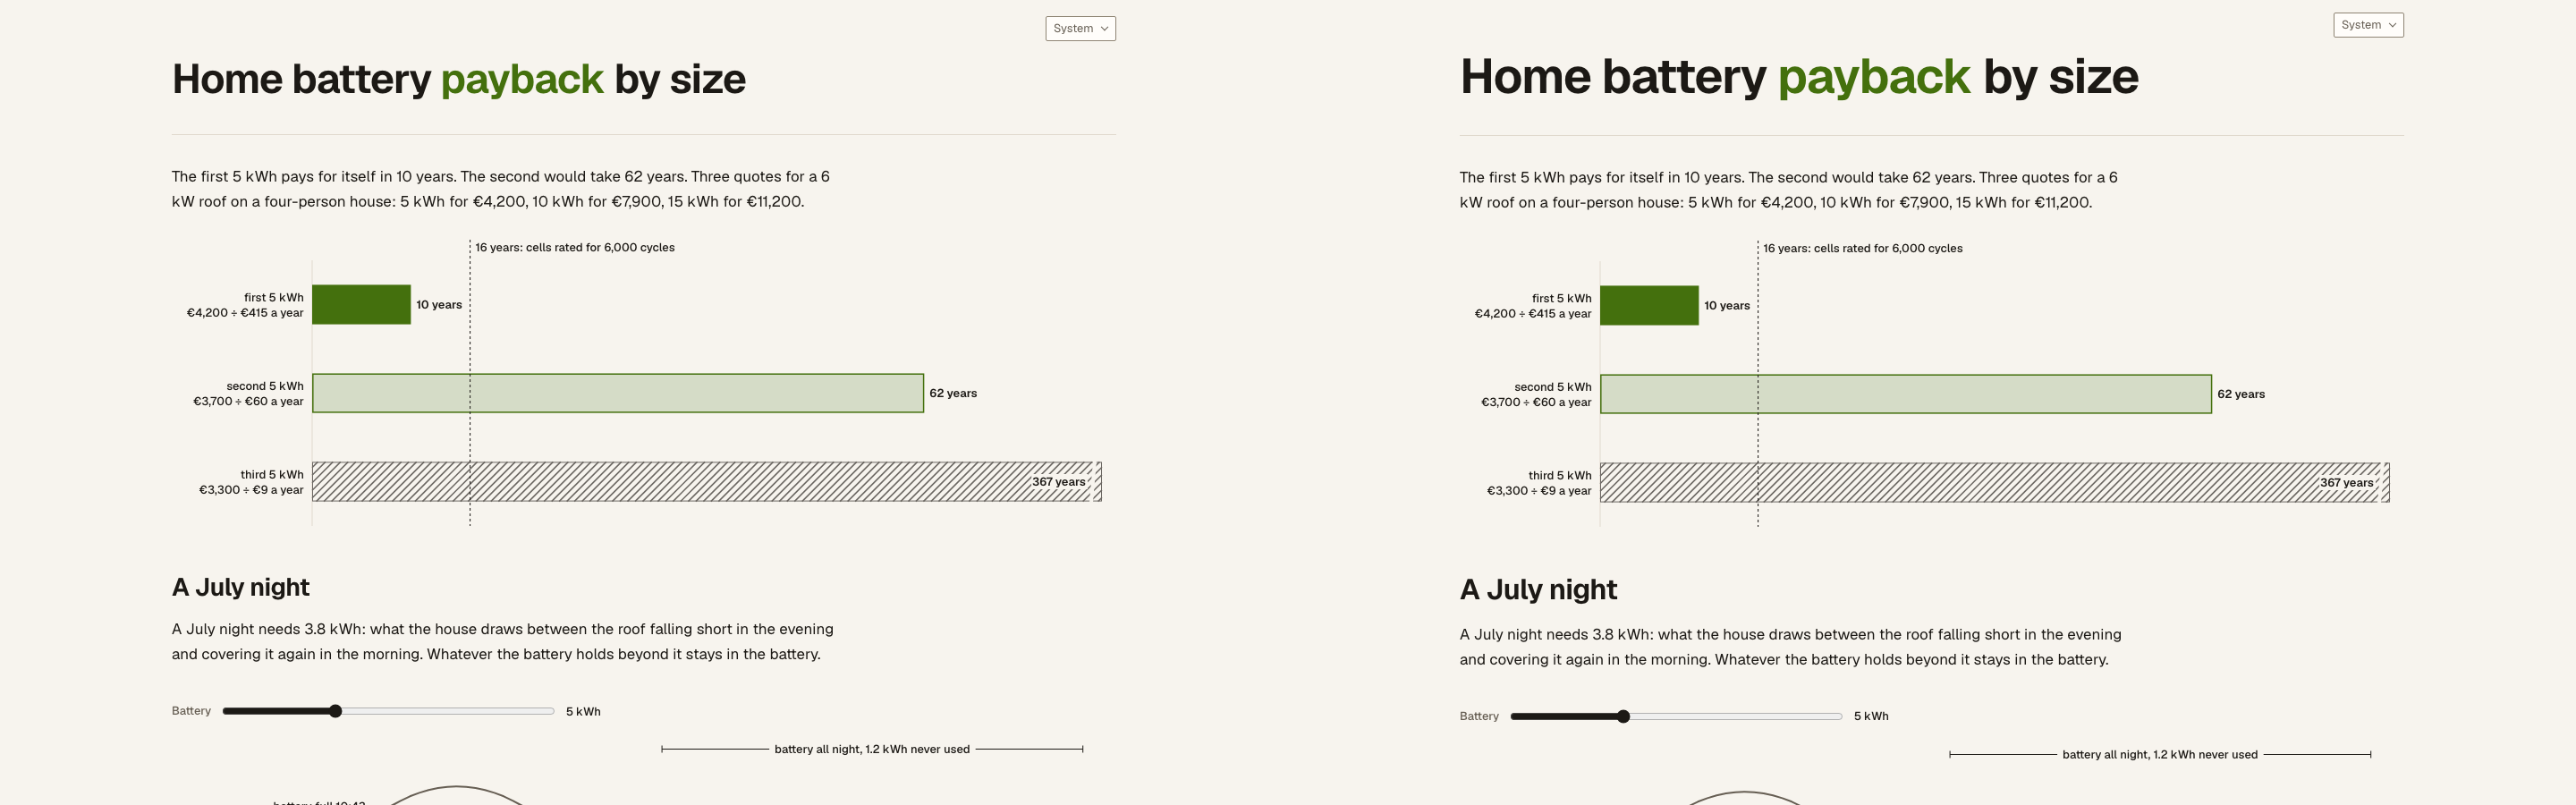 System
Home battery payback by size
The first 5 kWh pays for itself in 10 years. The second would take 62 years. Three quotes for a 6
kW roof on a four-person house: 5 kWh for €4,200, 10 kWh for €7,900, 15 kWh for €11,200.
16 years: cells rated for 6,000 cycles
first 5 kWh
€4,200 ÷ €415 a year
10 years
second 5 kWh
€3,700 ÷ €60 a year
62 years
third 5 kWh
€3,300 ÷ €9 a year
367 years
A July night
A July night needs 3.8 kWh: what the house draws between the roof falling short in the evening
and covering it again in the morning. Whatever the battery holds beyond it stays in the battery.
Battery
5 kWh
battery all night, 1.2 kWh never used
System
Home battery payback by size
The first 5 kWh pays for itself in 10 years. The second would take 62 years. Three quotes for a 6
kW roof on a four-person house: 5 kWh for €4,200, 10 kWh for €7,900, 15 kWh for €11,200.
16 years: cells rated for 6,000 cycles
first 5 kWh
€4,200 ÷ €415 a year
10 years
second 5 kWh
€3,700 ÷ €60 a year
62 years
third 5 kWh
€3,300 ÷ €9 a year
367 years
A July night
A July night needs 3.8 kWh: what the house draws between the roof falling short in the evening
and covering it again in the morning. Whatever the battery holds beyond it stays in the battery.
Battery
5 kWh
battery all night, 1.2 kWh never used